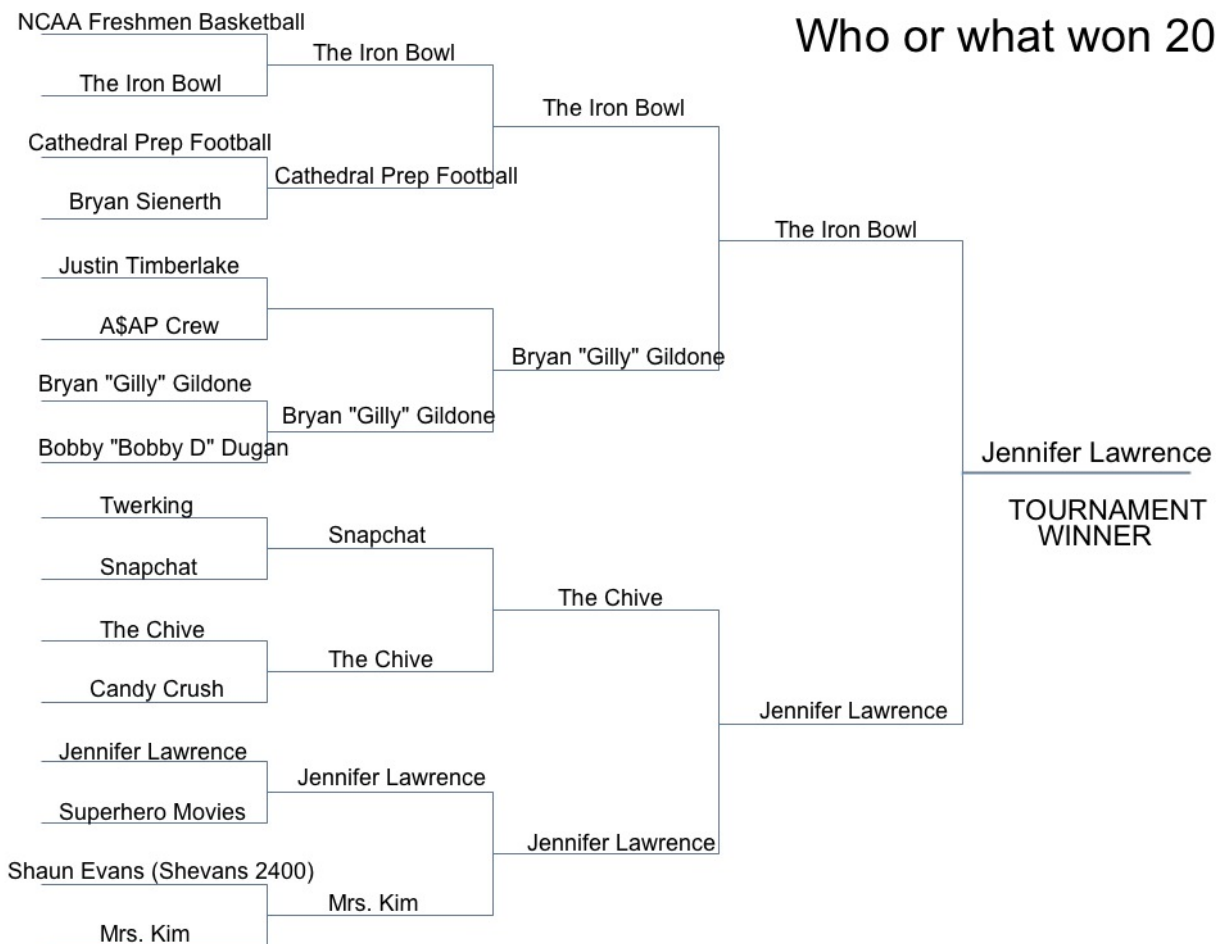 Who or what won 20
NCAA Freshmen Basketball
The Iron Bowl
Cathedral Prep Football
Bryan Sienerth
Justin Timberlake
A$AP Crew
Bryan "Gilly" Gildone
Bobby "Bobby D" Dugan
Twerking
Snapchat
The Chive
Candy Crush
Jennifer Lawrence
Superhero Movies
Shaun Evans (Shevans 2400)
Mrs. Kim
The Iron Bowl
Cathedral Prep Football
Bryan "Gilly" Gildone
Snapchat
The Chive
Jennifer Lawrence
Mrs. Kim
The Iron Bowl
Bryan "Gilly" Gildone
The Chive
Jennifer Lawrence
The Iron Bowl
Jennifer Lawrence
Jennifer Lawrence
TOURNAMENT
WINNER